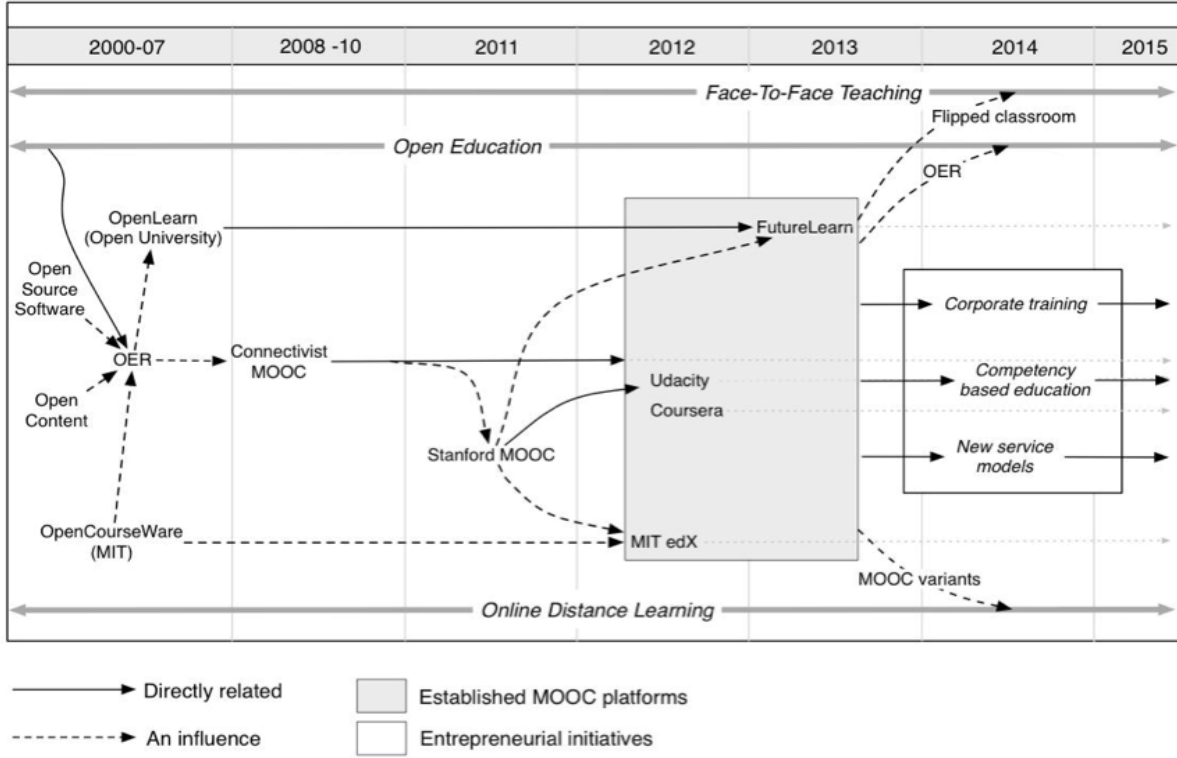 2000-07
2008 -10
2011
2012
2013
2014
2015
Face-To-Face Teaching
Flipped classroom
Open Education
OER
OpenLearn
(Open University)
FutureLearn
Open
Source
Software
Corporate training
OER
Connectivist
MOOC
Udacity
Competency
based education
Open
Content
Coursera
Stanford MOOC
New service
models
OpenCourseWare
(MIT)
MIT edX
MOOC variants
Online Distance Learning
Directly related
Established MOOC platforms
An influence
Entrepreneurial initiatives